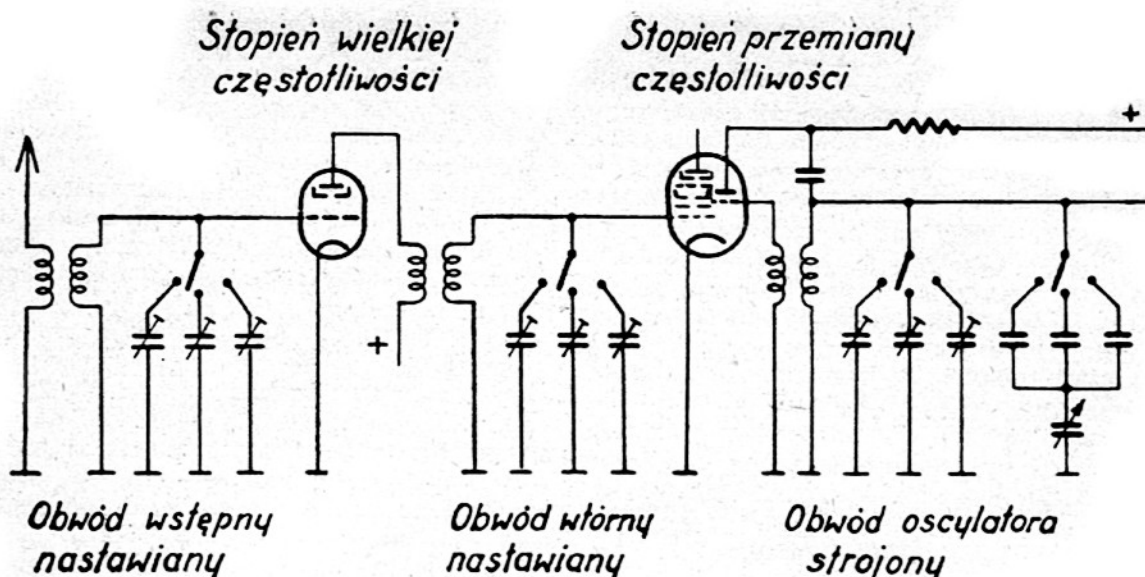 Stopień wielkiej
częstotliwości
Stopień przemiany
częstotliwości
+
+
Obwód wstępny
nastawiany
Obwód wtórny
nastawiany
Obwód oscylatora
strojony